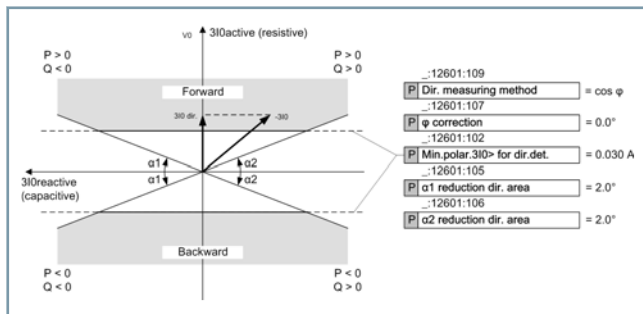 V0
3I0active (resistive)
P > 0
Q < 0
P > 0
Q > 0
Forward
3I0 dir.
-3I0
α1
α2
α1
α2
3I0reactive
(capacitive)
Backward
P < 0
Q < 0
P < 0
Q > 0
_:12601:109
P Dir. measuring method = cos φ
_:12601:107
P φ correction = 0.0°
_:12601:102
P Min.polar.3I0> for dir.det. = 0.030 A
_:12601:105
P α1 reduction dir. area = 2.0°
_:12601:106
P α2 reduction dir. area = 2.0°